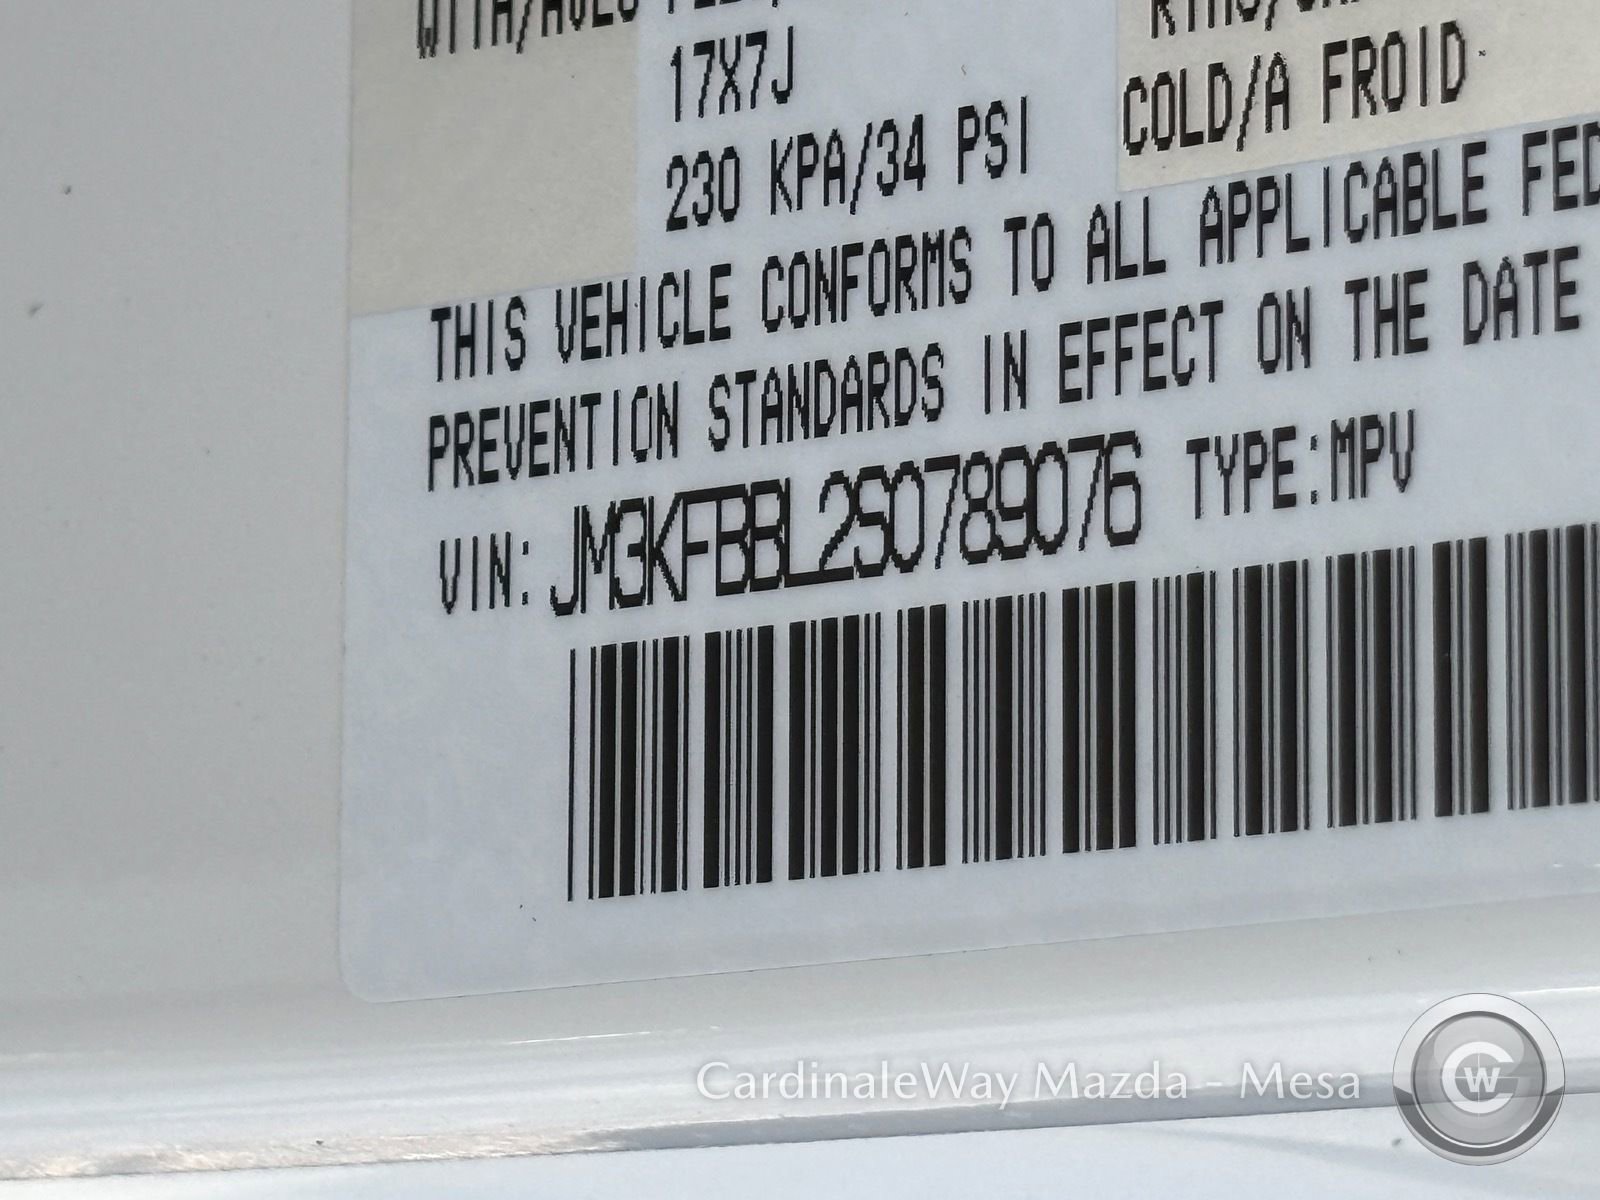 17X7J
230 KPA/34 PSI
COLD/A FROID
THIS VEHICLE CONFORMS TO ALL APPLICABLE FED
PREVENTION STANDARDS IN EFFECT ON THE DATE
VIN: JM3KFBBL2S0789076 TYPE:MPV
CardinaleWay Mazda - Mesa
CW